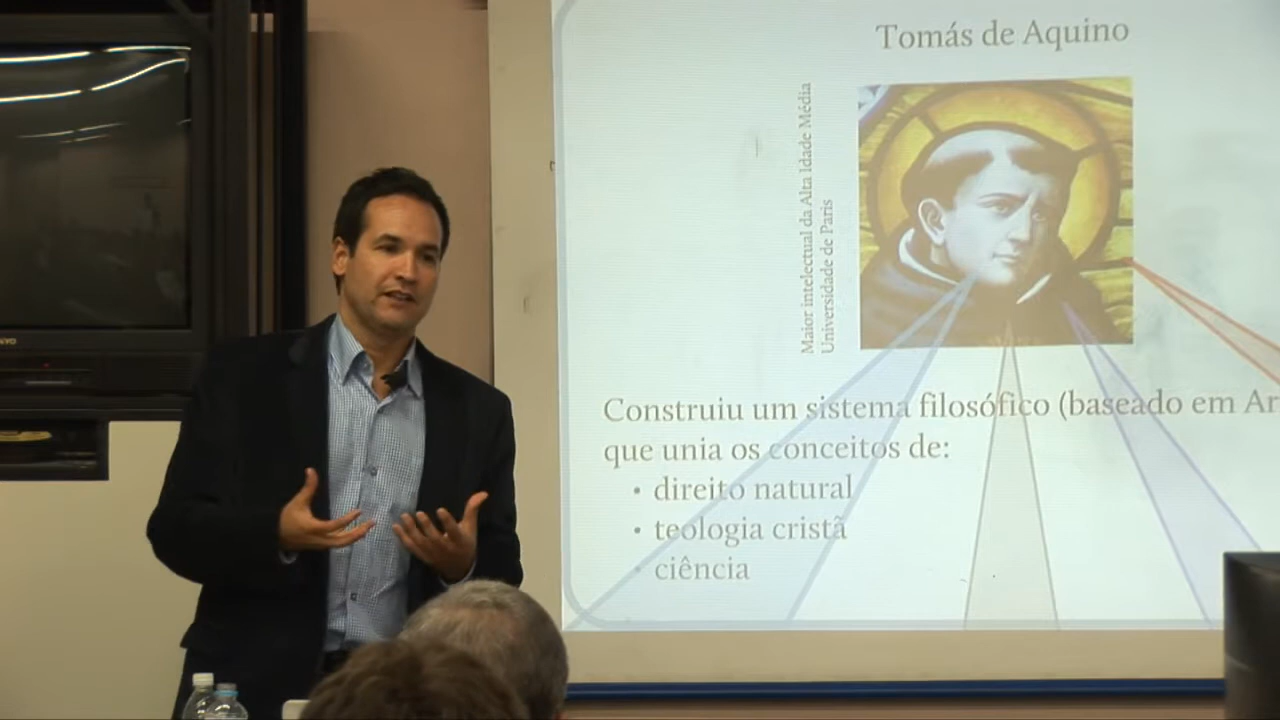 Tomás de Aquino
Maior intelectual da Alta Idade Média
Universidade de Paris
Construiu um sistema filosófico (baseado em Ar
que unia os conceitos de:
• direito natural
• teologia cristã
• ciência